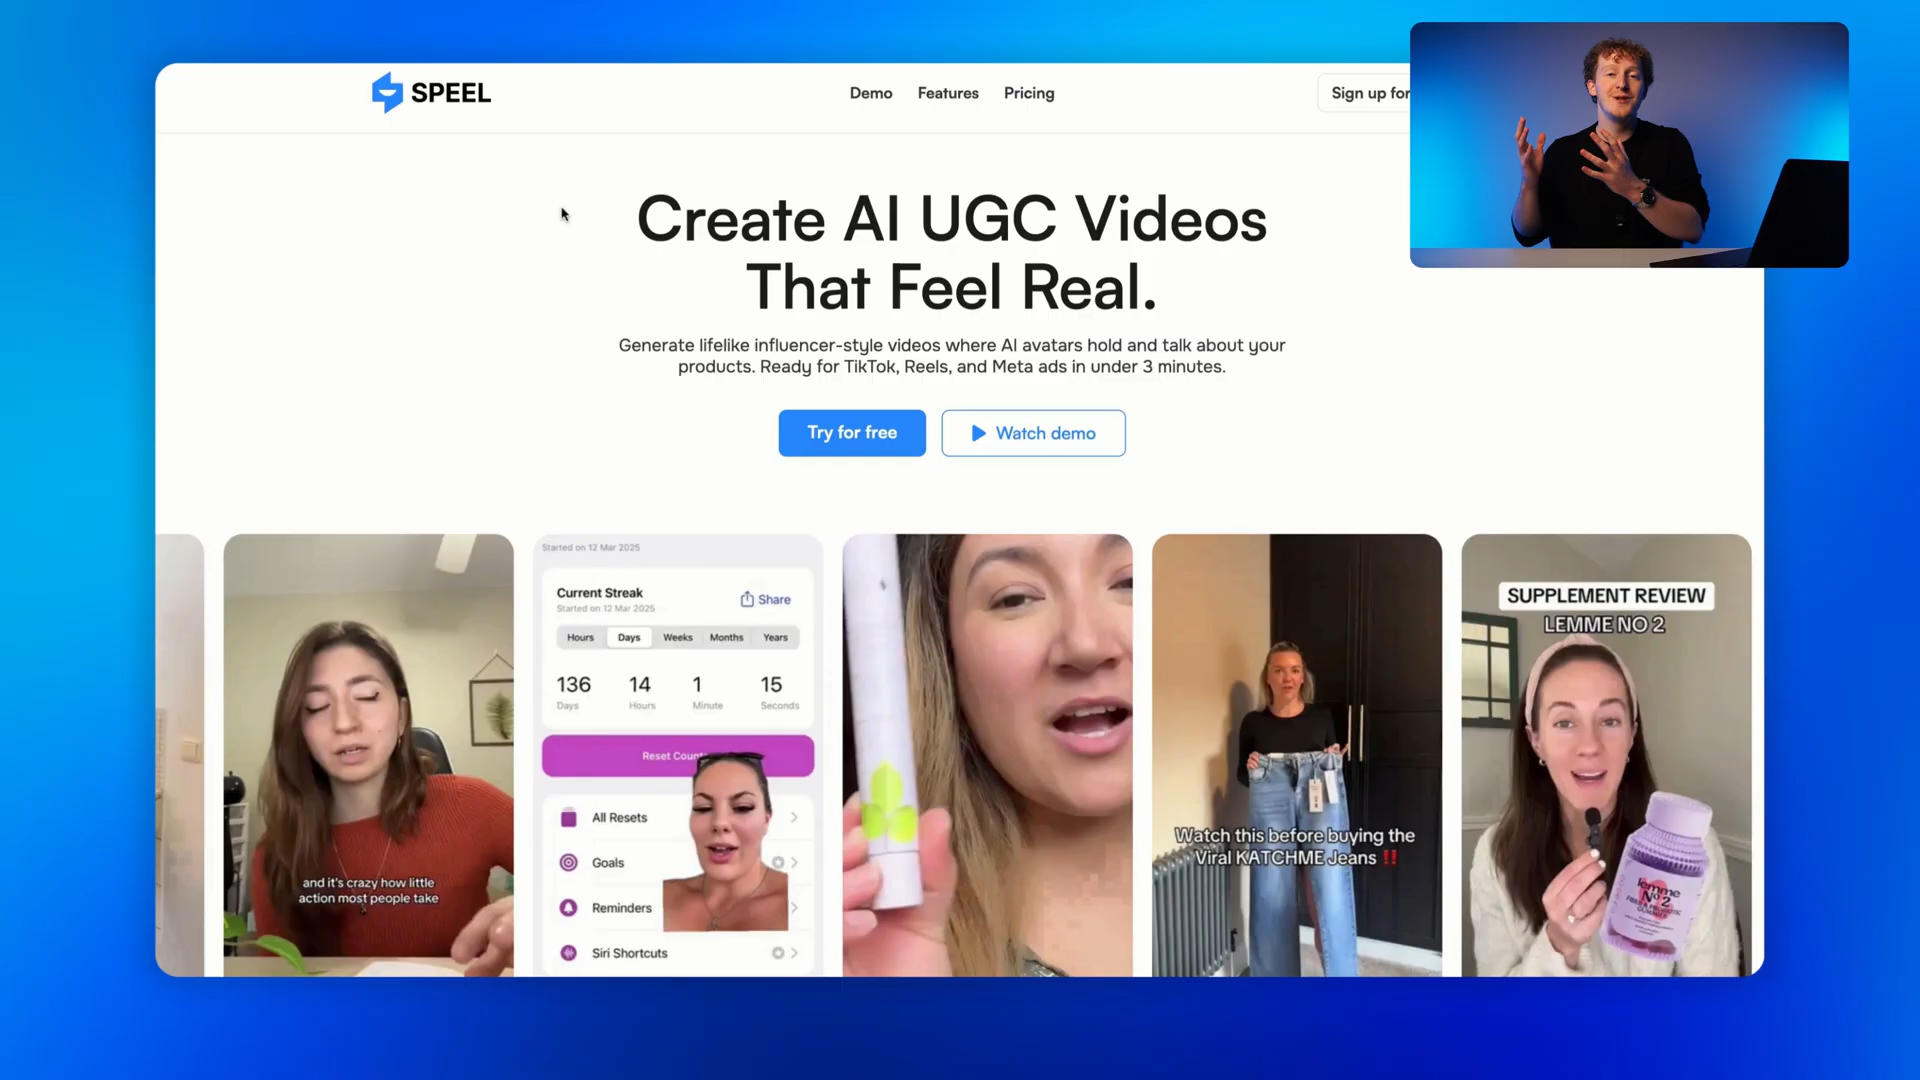 SPEEL
Demo
Features
Pricing
Sign up for
Create AI UGC Videos
That Feel Real.
Generate lifelike influencer-style videos where AI avatars hold and talk about your
products. Ready for TikTok, Reels, and Meta ads in under 3 minutes.
Try for free
Watch demo
and it's crazy how little
action most people take
Started on 12 Mar 2025
Current Streak
Started on 12 Mar 2025
Share
Hours
Days
Weeks
Months
Years
136
14
1
15
Days
Hours
Minute
Seconds
Reset Count
All Resets
Goals
Reminders
Siri Shortcuts
Watch this before buying the
Viral KATCHME Jeans ‼️
SUPPLEMENT REVIEW
LEMME NO 2
lemme
No 2